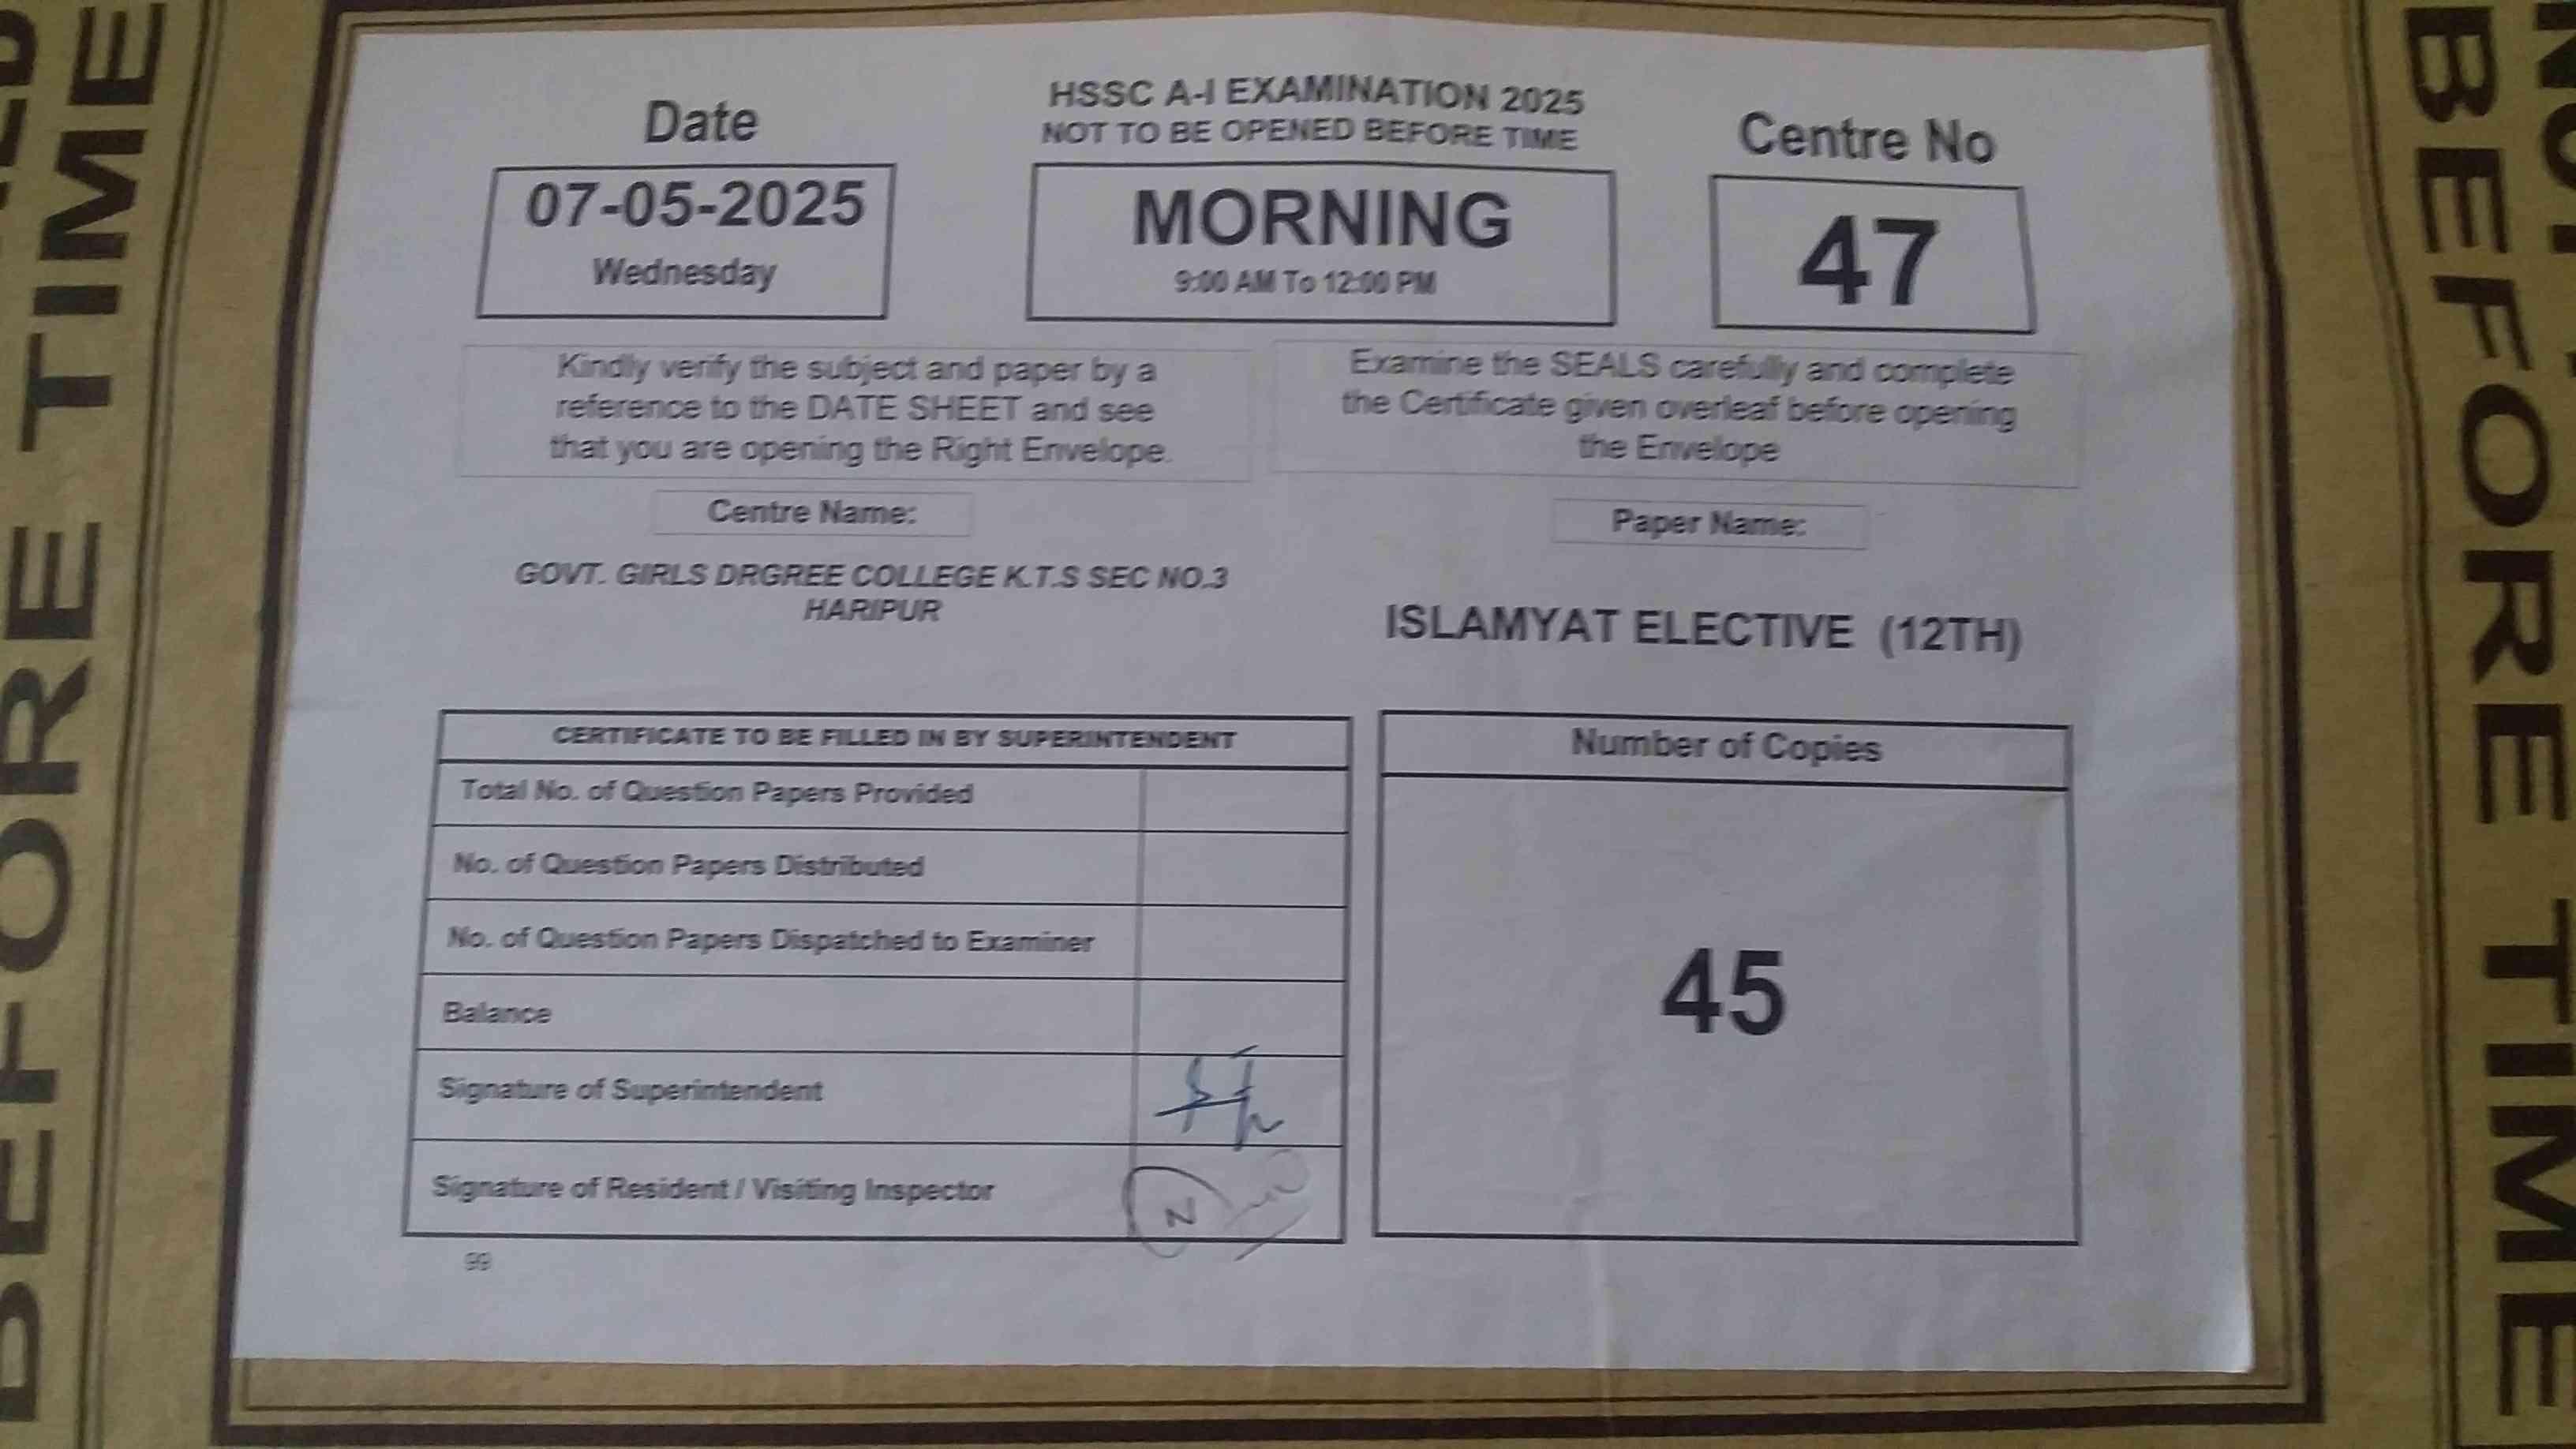 HSSC A-I EXAMINATION 2025
NOT TO BE OPENED BEFORE TIME
Date
07-05-2025
Wednesday
MORNING
9:00 AM To 12:00 PM
Centre No
47
Kindly verify the subject and paper by a
reference to the DATE SHEET and see
that you are opening the Right Envelope.
Examine the SEALS carefully and complete
the Certificate given overleaf before opening
the Envelope
Centre Name:
GOVT. GIRLS DRGREE COLLEGE K.T.S SEC NO.3
HARIPUR
Paper Name:
ISLAMYAT ELECTIVE (12TH)
CERTIFICATE TO BE FILLED IN BY SUPERINTENDENT
Total No. of Question Papers Provided
No. of Question Papers Distributed
No. of Question Papers Dispatched to Examiner
Balance
Signature of Superintendent
Signature of Resident / Visiting Inspector
Number of Copies
45
99
BEFORE TIME
BEFORE TIME